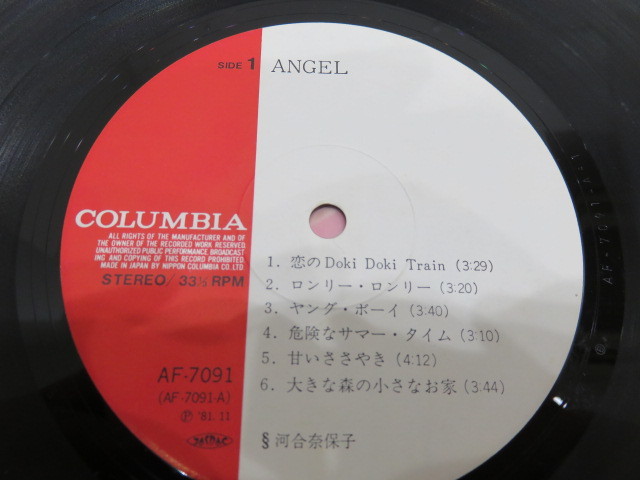 SIDE 1 ANGEL
COLUMBIA
ALL RIGHTS OF THE MANUFACTURER AND OF
THE OWNER OF THE RECORDED WORK RESERVED.
UNAUTHORIZED PUBLIC PERFORMANCE BROADCAST
ING AND COPYING OF THIS RECORD PROHIBITED.
MADE IN JAPAN BY NIPPON COLUMBIA CO. LTD.
STEREO/33⅓ RPM
1. 恋のDoki Doki Train (3:29)
2. ロンリー・ロンリー (3:20)
3. ヤング・ボーイ (3:40)
4. 危険なサマー・タイム (3:10)
5. 甘いささやき (4:12)
6. 大きな森の小さなお家 (3:44)
AF-7091
(AF-7091-A)
Ⓟ '81. 11
§ 河合奈保子